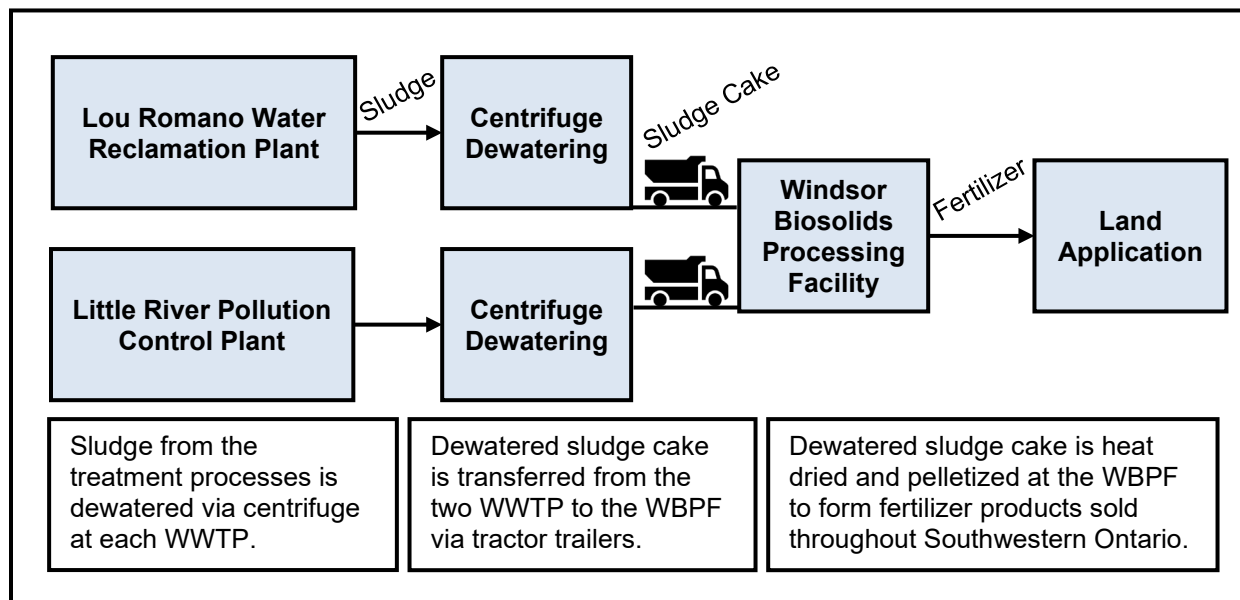 Lou Romano Water
Reclamation Plant
Sludge
Centrifuge
Dewatering
Sludge Cake
Windsor
Biosolids
Processing
Facility
Fertilizer
Land
Application
Little River Pollution
Control Plant
Centrifuge
Dewatering
Sludge from the
treatment processes is
dewatered via centrifuge
at each WWTP.
Dewatered sludge cake
is transferred from the
two WWTP to the WBPF
via tractor trailers.
Dewatered sludge cake is heat
dried and pelletized at the WBPF
to form fertilizer products sold
throughout Southwestern Ontario.